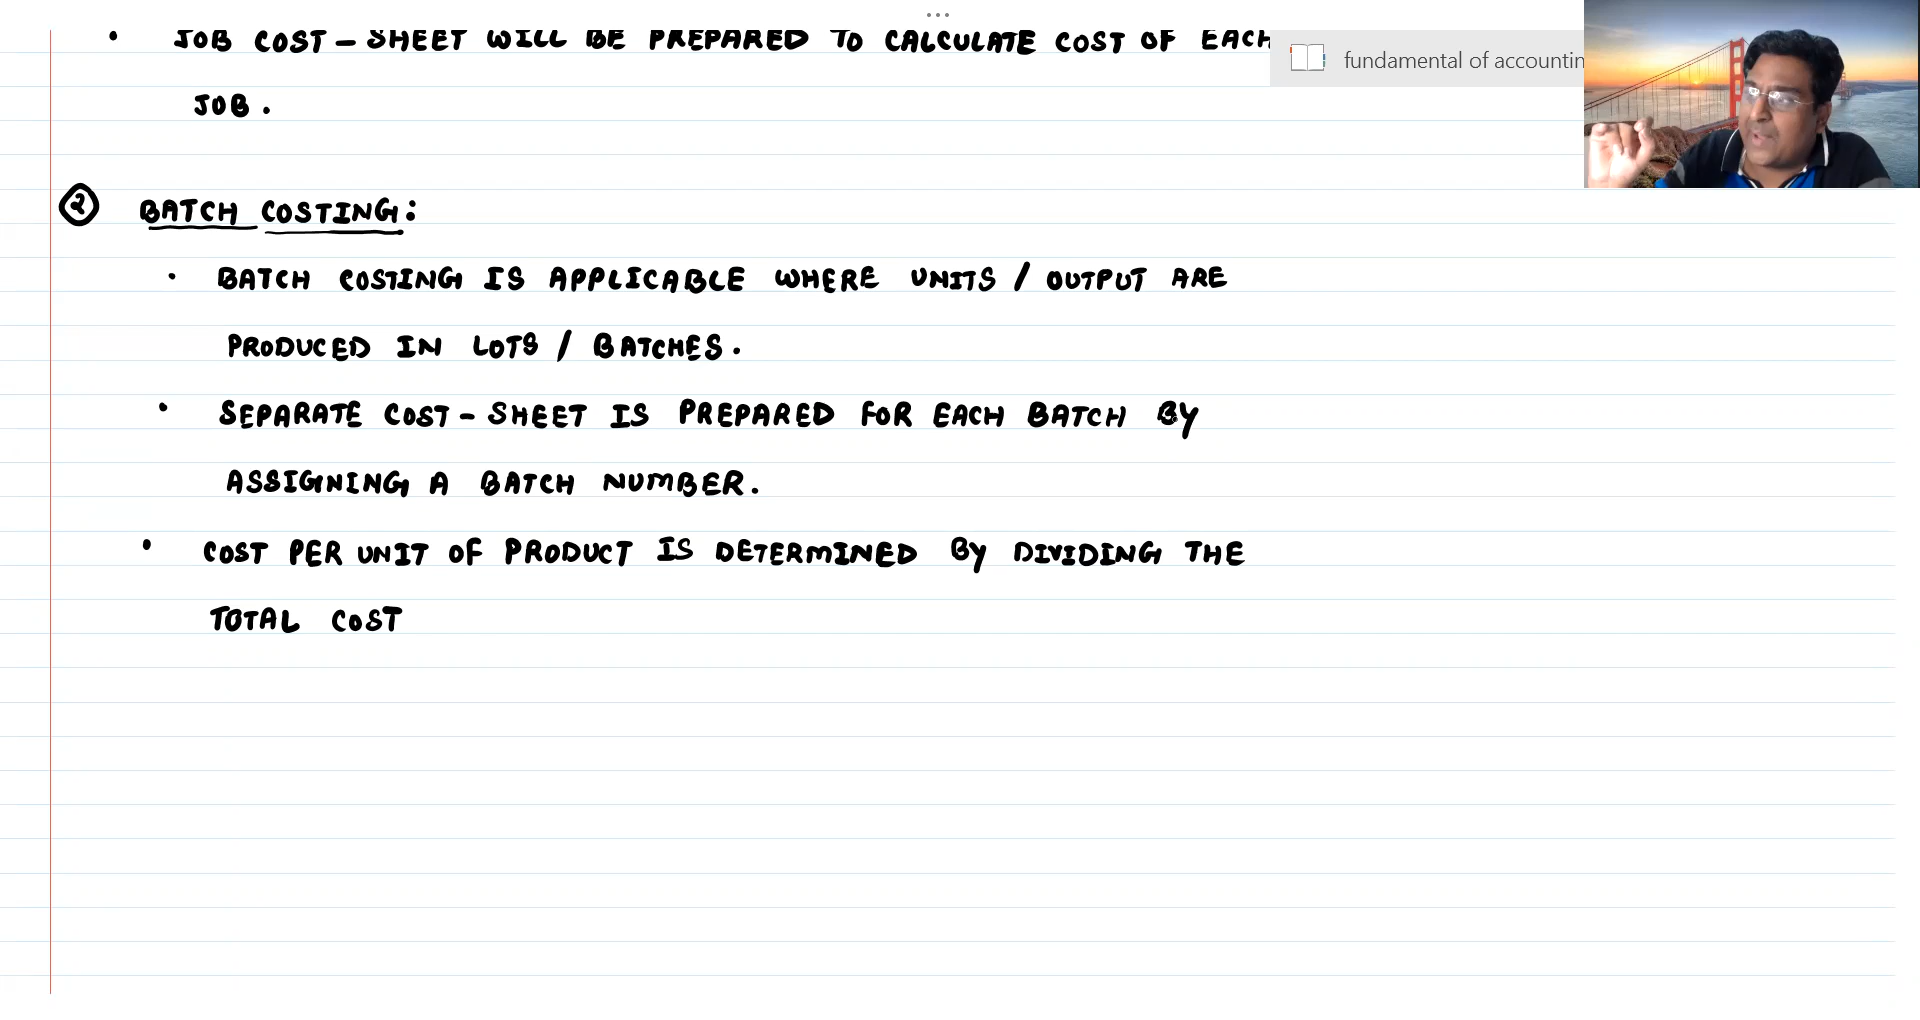 • JOB COST - SHEET WILL BE PREPARED TO CALCULATE COST OF EACH
fundamental of accountin
JOB.
② BATCH COSTING:
• BATCH COSTING IS APPLICABLE WHERE UNITS / OUTPUT ARE
PRODUCED IN LOTS / BATCHES.
• SEPARATE COST - SHEET IS PREPARED FOR EACH BATCH BY
ASSIGNING A BATCH NUMBER.
• COST PER UNIT OF PRODUCT IS DETERMINED BY DIVIDING THE
TOTAL COST